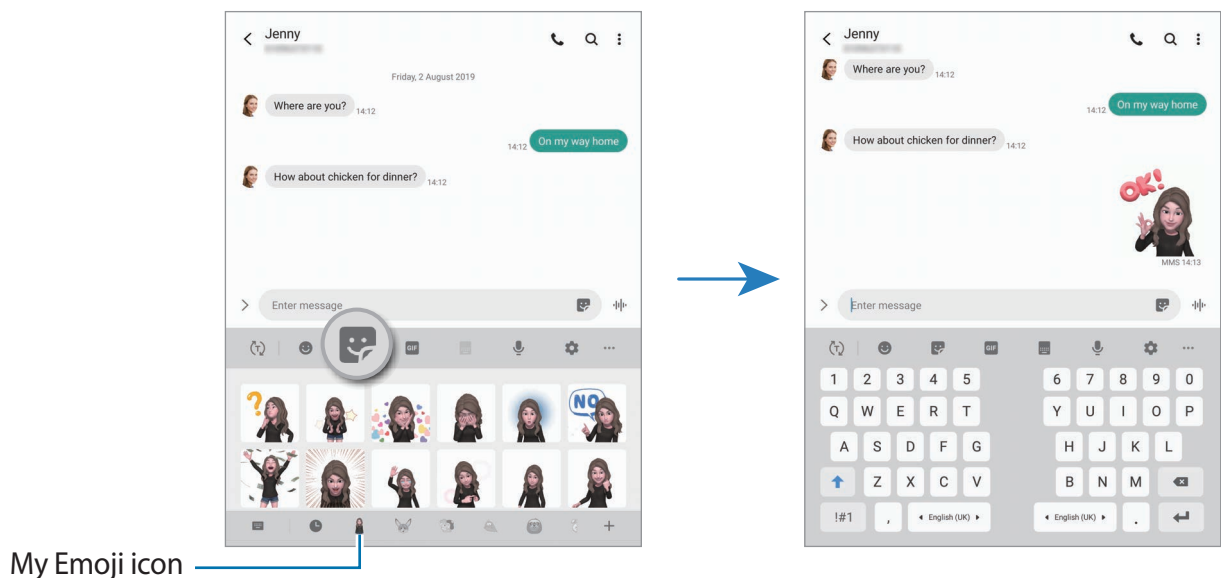 Jenny
Friday, 2 August 2019
Where are you?
14:12
14:12
On my way home
How about chicken for dinner?
14:12
Enter message
GIF
?
NO
My Emoji icon
Jenny
Where are you?
14:12
14:12
On my way home
How about chicken for dinner?
14:12
OK!
MMS 14:13
Enter message
T
GIF
1 2 3 4 5 6 7 8 9 0
Q W E R T Y U I O P
A S D F G H J K L
Z X C V B N M
!#1 , English (UK) English (UK) .